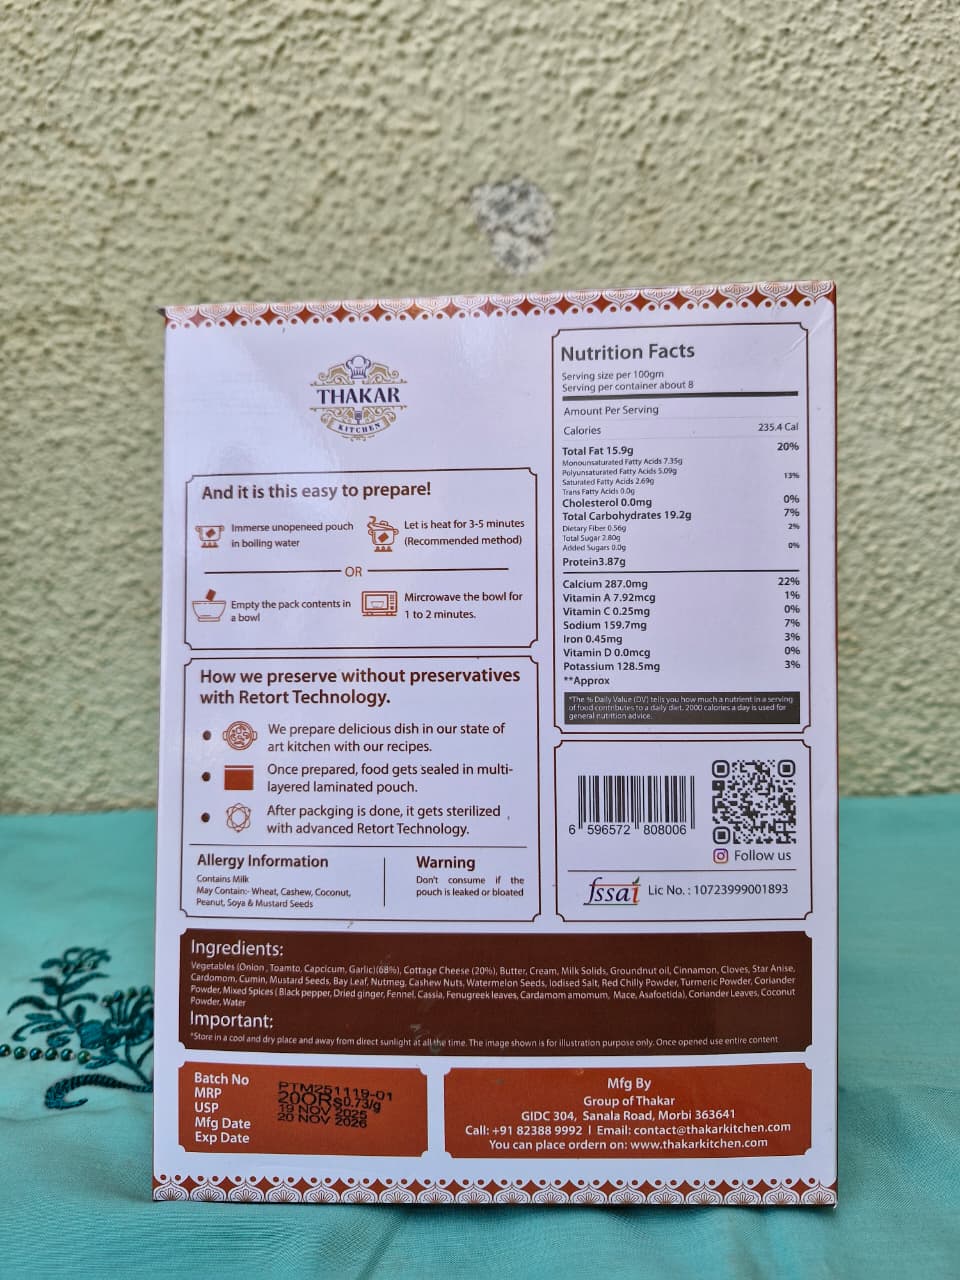 THAKAR
KITCHEN
And it is this easy to prepare!
Immerse unopeneed pouch
in boiling water
Let is heat for 3-5 minutes
(Recommended method)
OR
Empty the pack contents in
a bowl
Mircrowave the bowl for
1 to 2 minutes.
How we preserve without preservatives
with Retort Technology.
We prepare delicious dish in our state of
art kitchen with our recipes.
Once prepared, food gets sealed in multi-
layered laminated pouch.
After packging is done, it gets sterilized
with advanced Retort Technology.
Allergy Information
Contains Milk
May Contain:- Wheat, Cashew, Coconut,
Peanut, Soya & Mustard Seeds
Warning
Don't consume if the
pouch is leaked or bloated
Nutrition Facts
Serving size per 100gm
Serving per container about 8
Amount Per Serving
Calories 235.4 Cal
Total Fat 15.9g 20%
Monounsaturated Fatty Acids 7.35g
Polyunsaturated Fatty Acids 5.09g
Saturated Fatty Acids 2.69g 13%
Trans Fatty Acids 0.0g
Cholesterol 0.0mg 0%
Total Carbohydrates 19.2g 7%
Dietary Fiber 0.56g 2%
Total Sugar 2.80g
Added Sugars 0.0g 0%
Protein3.87g
Calcium 287.0mg 22%
Vitamin A 7.92mcg 1%
Vitamin C 0.25mg 0%
Sodium 159.7mg 7%
Iron 0.45mg 3%
Vitamin D 0.0mcg 0%
Potassium 128.5mg 3%
**Approx
*The % Daily Value (DV) tells you how much a nutrient in a serving
of food contributes to a daily diet. 2000 calories a day is used for
general nutrition advice.
6 596572 808006
Follow us
fssai Lic No. : 10723999001893
Ingredients:
Vegetables (Onion , Toamto, Capcicum, Garlic)(68%), Cottage Cheese (20%), Butter, Cream, Milk Solids, Groundnut oil, Cinnamon, Cloves, Star Anise,
Cardomom, Cumin, Mustard Seeds, Bay Leaf, Nutmeg, Cashew Nuts, Watermelon Seeds, Iodised Salt, Red Chilly Powder, Turmeric Powder, Coriander
Powder, Mixed Spices ( Black pepper, Dried ginger, Fennel, Cassia, Fenugreek leaves, Cardamom amomum, Mace, Asafoetida), Coriander Leaves, Coconut
Powder, Water
Important:
*Store in a cool and dry place and away from direct sunlight at all the time. The image shown is for illustration purpose only. Once opened use entire content
Batch No
MRP
USP
Mfg Date
Exp Date
PTM251119-01
200RS0.73/g
19 NOV 2025
20 NOV 2026
Mfg By
Group of Thakar
GIDC 304, Sanala Road, Morbi 363641
Call: +91 82388 9992 | Email: contact@thakarkitchen.com
You can place ordern on: www.thakarkitchen.com